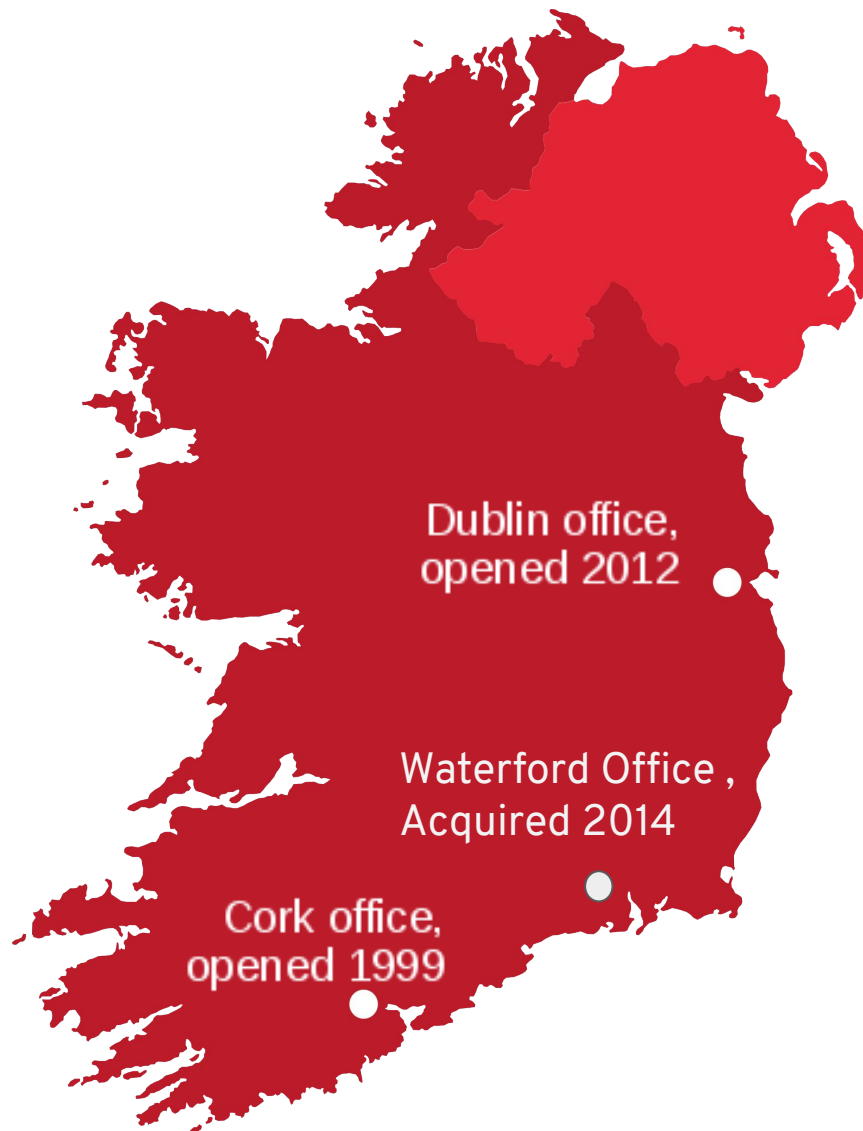 Dublin office,
opened 2012
Waterford Office ,
Acquired 2014
Cork office,
opened 1999